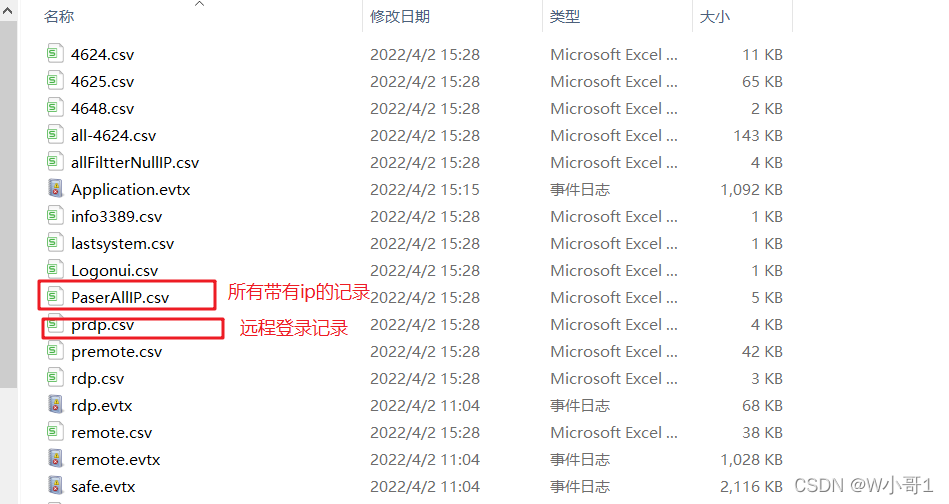 名称 修改日期 类型 大小
4624.csv 2022/4/2 15:28 Microsoft Excel ... 11 KB
4625.csv 2022/4/2 15:28 Microsoft Excel ... 65 KB
4648.csv 2022/4/2 15:28 Microsoft Excel ... 2 KB
all-4624.csv 2022/4/2 15:28 Microsoft Excel ... 143 KB
allFiltterNullIP.csv 2022/4/2 15:28 Microsoft Excel ... 4 KB
Application.evtx 2022/4/2 15:15 事件日志 1,092 KB
info3389.csv 2022/4/2 15:28 Microsoft Excel ... 1 KB
lastsystem.csv 2022/4/2 15:28 Microsoft Excel ... 1 KB
Logonui.csv 2022/4/2 15:28 Microsoft Excel ... 1 KB
PaserAllIP.csv 所有带有ip的记录 2022/4/2 15:28 Microsoft Excel ... 5 KB
prdp.csv 远程登录记录 2022/4/2 15:28 Microsoft Excel ... 4 KB
premote.csv 2022/4/2 15:28 Microsoft Excel ... 42 KB
rdp.csv 2022/4/2 15:28 Microsoft Excel ... 3 KB
rdp.evtx 2022/4/2 11:04 事件日志 68 KB
remote.csv 2022/4/2 15:28 Microsoft Excel ... 38 KB
remote.evtx 2022/4/2 11:04 事件日志 1,028 KB
safe.evtx 2022/4/2 11:04 事件日志 2,116 KB
CSDN @W小哥1